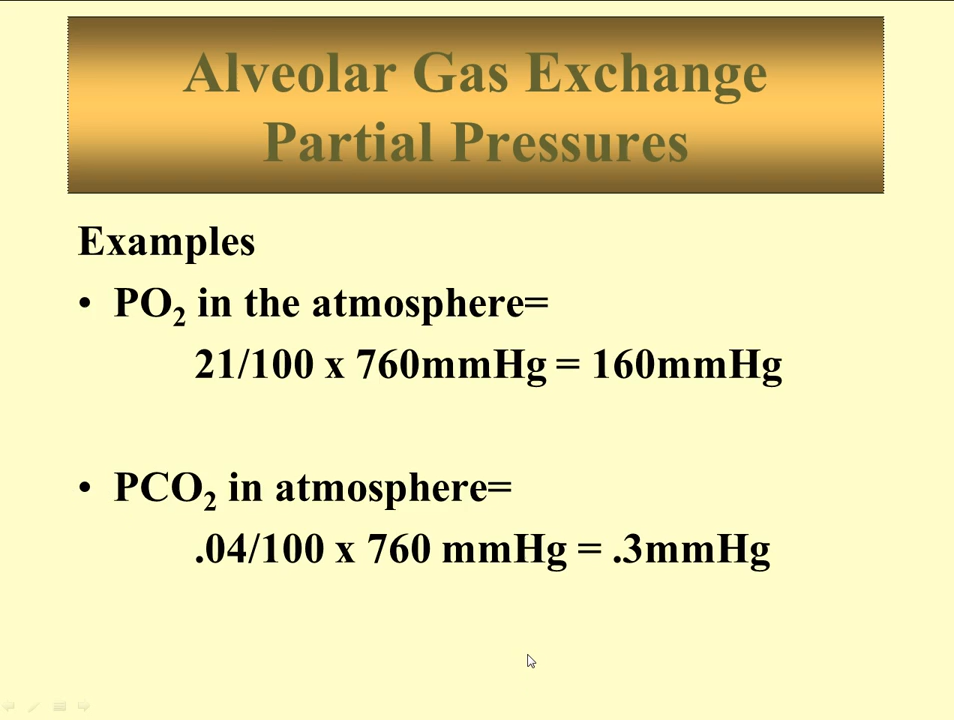 Alveolar Gas Exchange
Partial Pressures
Examples
• PO₂ in the atmosphere=
21/100 x 760mmHg = 160mmHg
• PCO₂ in atmosphere=
.04/100 x 760 mmHg = .3mmHg